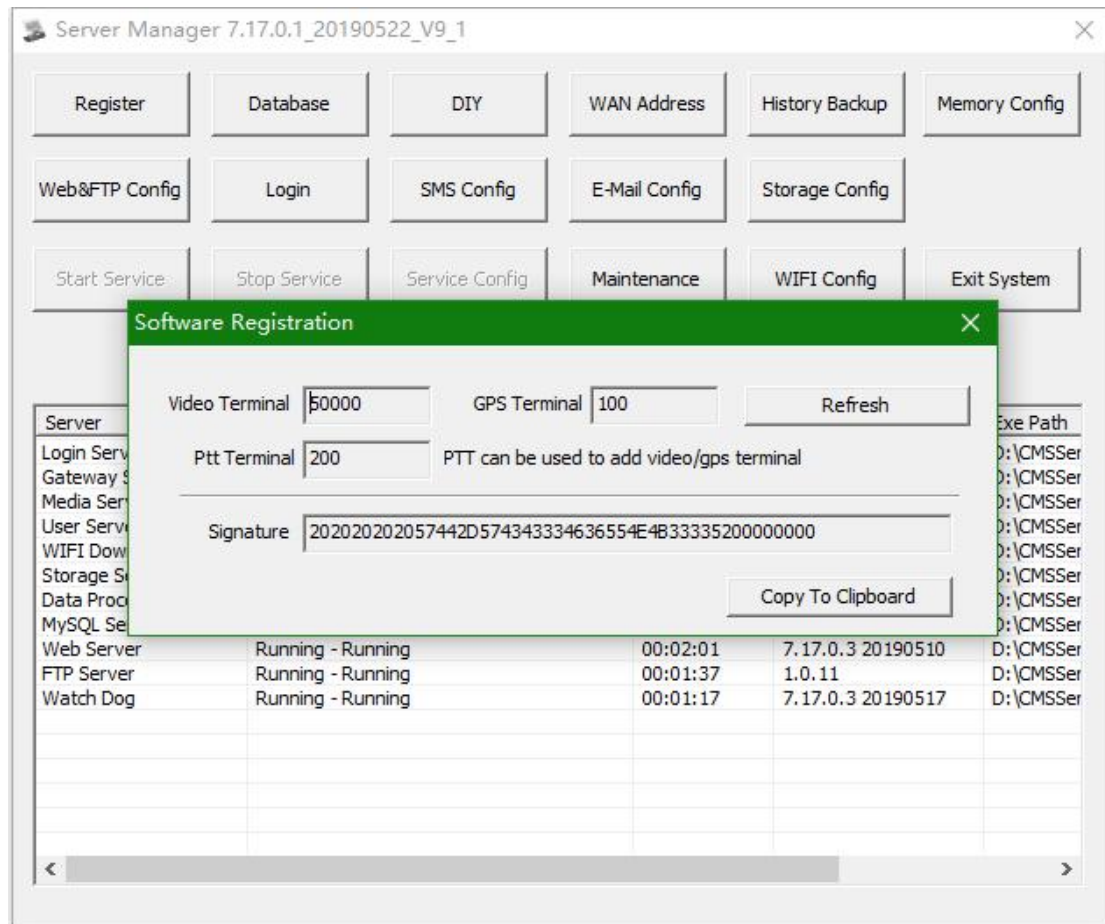 Server Manager 7.17.0.1_20190522_V9_1
Register Database DIY WAN Address History Backup Memory Config
Web&FTP Config Login SMS Config E-Mail Config Storage Config
Start Service Stop Service Service Config Maintenance WIFI Config Exit System
Software Registration
Video Terminal 50000 GPS Terminal 100 Refresh
Ptt Terminal 200 PTT can be used to add video/gps terminal
Signature 202020202057442D574343334636554E4B33335200000000
Copy To Clipboard
Server Exe Path
Login Serv D:\CMSSer
Gateway S D:\CMSSer
Media Ser D:\CMSSer
User Serv D:\CMSSer
WIFI Dow D:\CMSSer
Storage S D:\CMSSer
Data Proc D:\CMSSer
MySQL Se D:\CMSSer
Web Server Running - Running 00:02:01 7.17.0.3 20190510 D:\CMSSer
FTP Server Running - Running 00:01:37 1.0.11 D:\CMSSer
Watch Dog Running - Running 00:01:17 7.17.0.3 20190517 D:\CMSSer